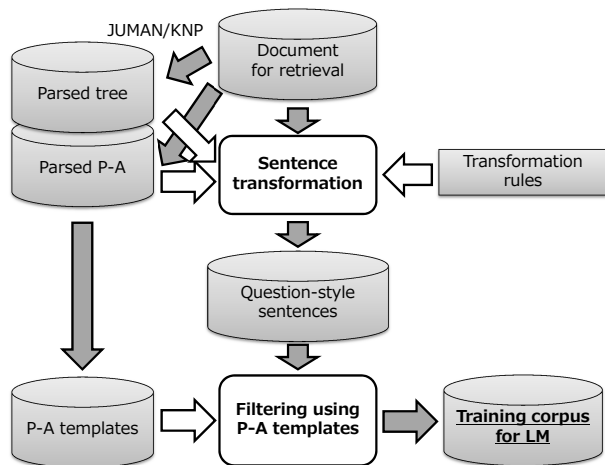 JUMAN/KNP
Document
for retrieval
Parsed tree
Parsed P-A
Sentence
transformation
Transformation
rules
Question-style
sentences
P-A templates
Filtering using
P-A templates
Training corpus
for LM